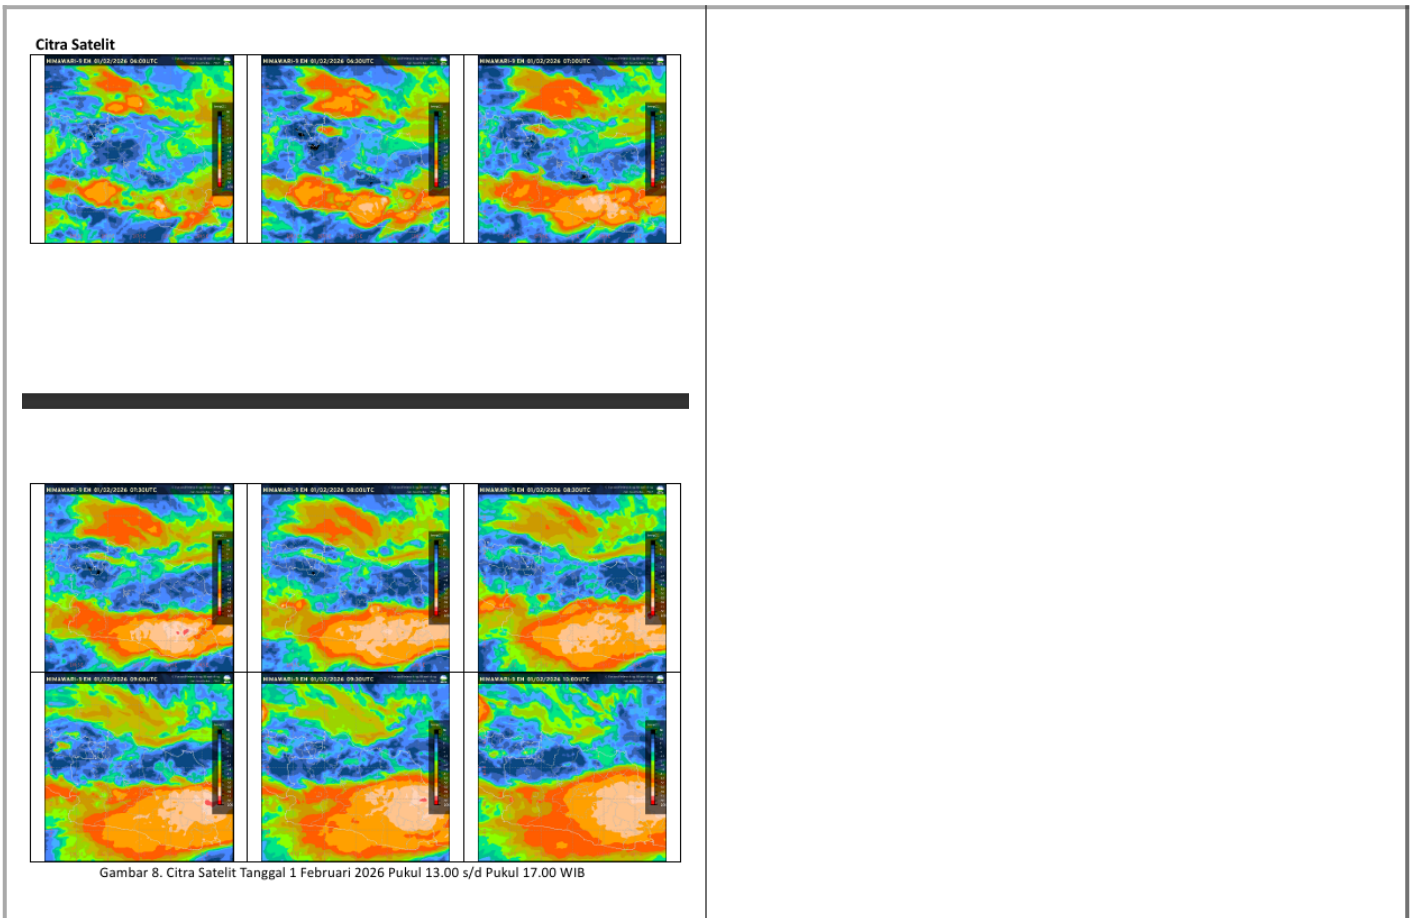 Citra Satelit
HIMAWARI-9 EH 01/02/2026 06:00UTC
HIMAWARI-9 EH 01/02/2026 06:30UTC
HIMAWARI-9 EH 01/02/2026 07:00UTC
HIMAWARI-9 EH 01/02/2026 07:30UTC
HIMAWARI-9 EH 01/02/2026 08:00UTC
HIMAWARI-9 EH 01/02/2026 08:30UTC
HIMAWARI-9 EH 01/02/2026 09:00UTC
HIMAWARI-9 EH 01/02/2026 09:30UTC
HIMAWARI-9 EH 01/02/2026 10:00UTC
Gambar 8. Citra Satelit Tanggal 1 Februari 2026 Pukul 13.00 s/d Pukul 17.00 WIB